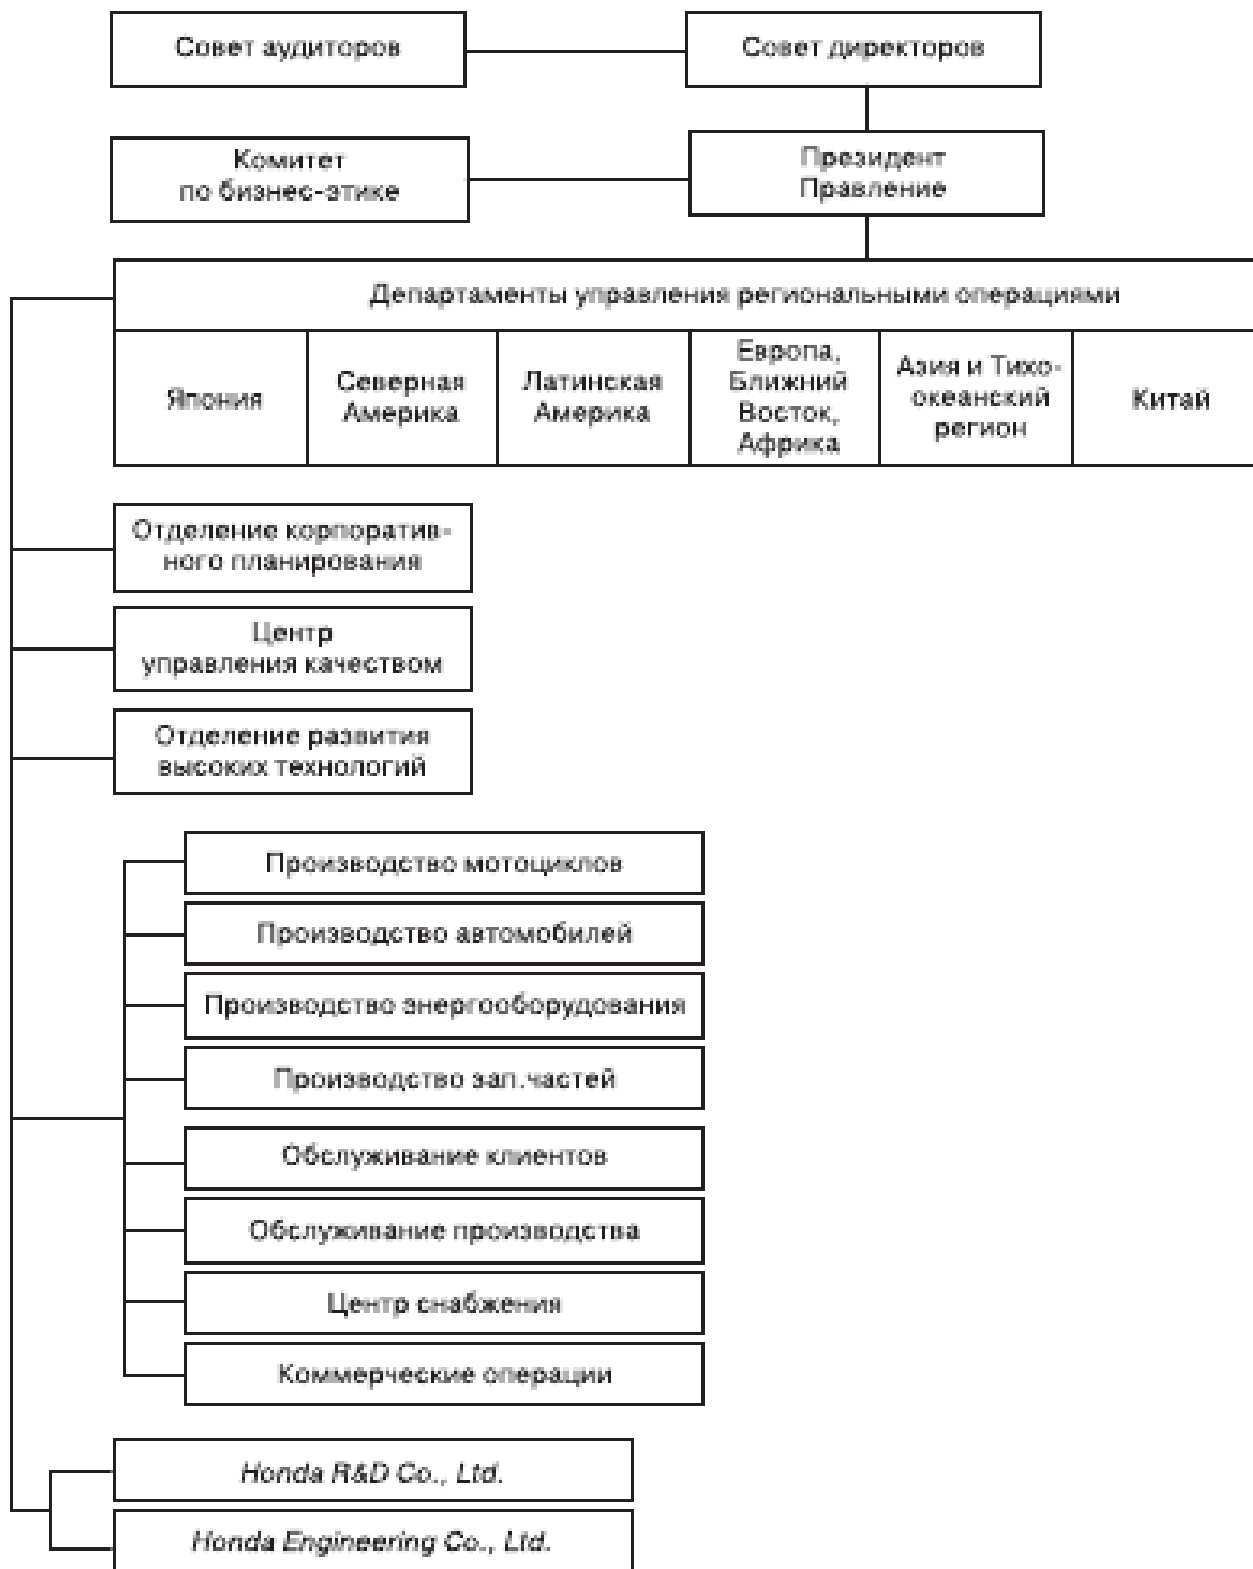 Совет аудиторов
Совет директоров
Комитет
по бизнес-этике
Президент
Правление
Департаменты управления региональными операциями
Япония
Северная
Америка
Латинская
Америка
Европа,
Ближний
Восток,
Африка
Азия и Тихо-
океанский
регион
Китай
Отделение корпоратив-
ного планирования
Центр
управления качеством
Отделение развития
высоких технологий
Производство мотоциклов
Производство автомобилей
Производство энергооборудования
Производство зап.частей
Обслуживание клиентов
Обслуживание производства
Центр снабжения
Коммерческие операции
Honda R&D Co., Ltd.
Honda Engineering Co., Ltd.